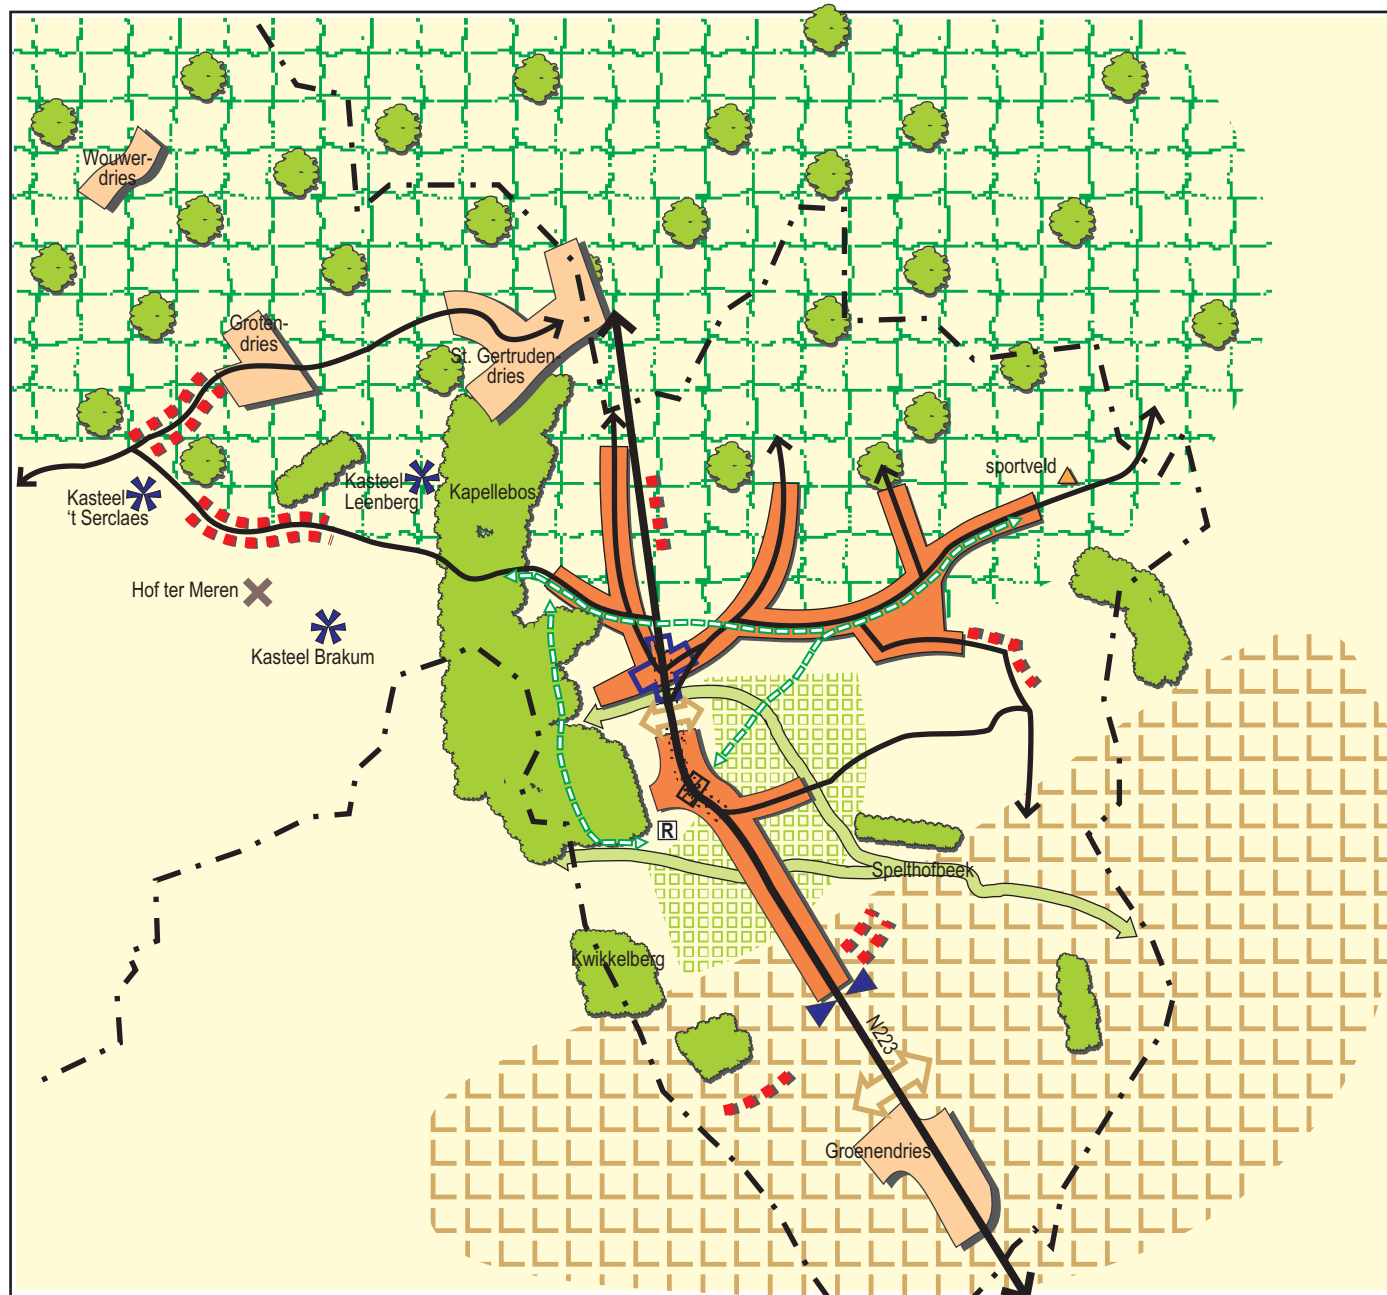 Wouwer-
dries
Groten-
dries
St. Gertruden-
dries
sportveld
Kasteel
Leenberg
Kapellebos
Kasteel
‘t Serclaes
Hof ter Meren
Kasteel Brakum
R
Spelthofbeek
Kwikkelberg
N223
Groenendries